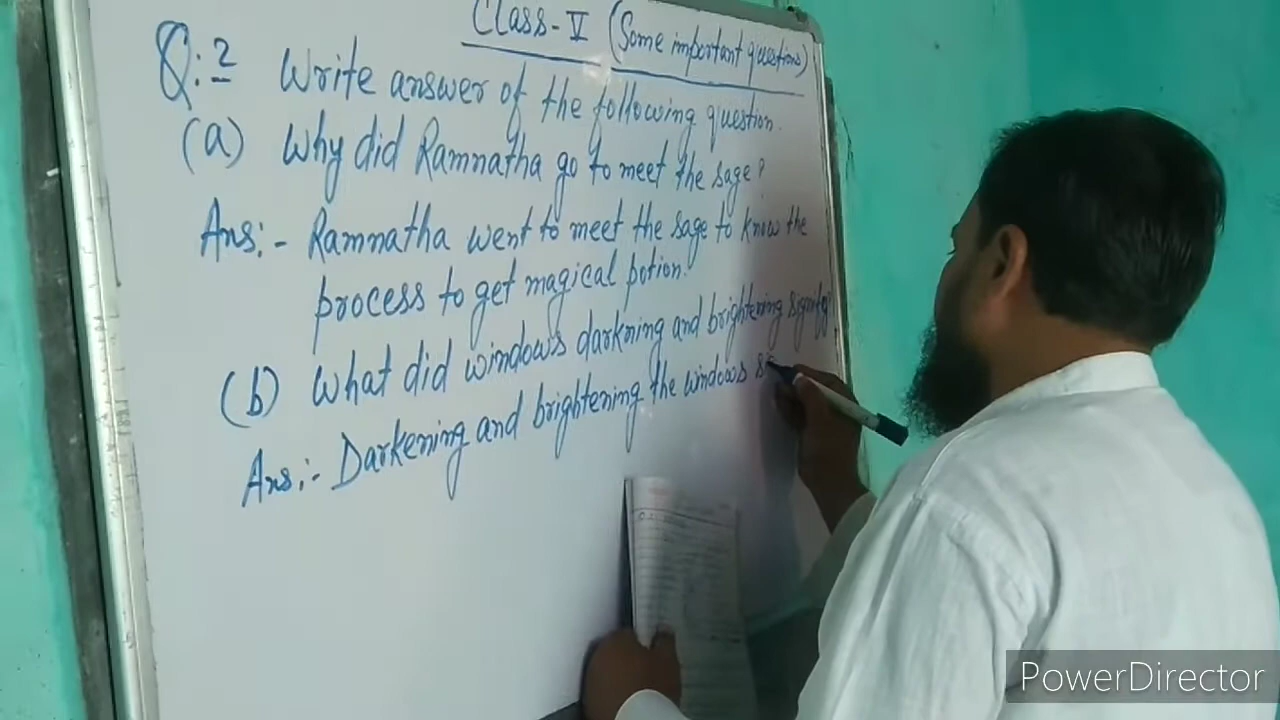 Class - V (Some important questions)
Q:2 Write answer of the following question.
(a) Why did Ramnatha go to meet the sage?
Ans:- Ramnatha went to meet the sage to know the
process to get magical potion.
(b) What did windows darkning and brightening signify?
Ans:- Darkening and brightening the windows s
PowerDirector